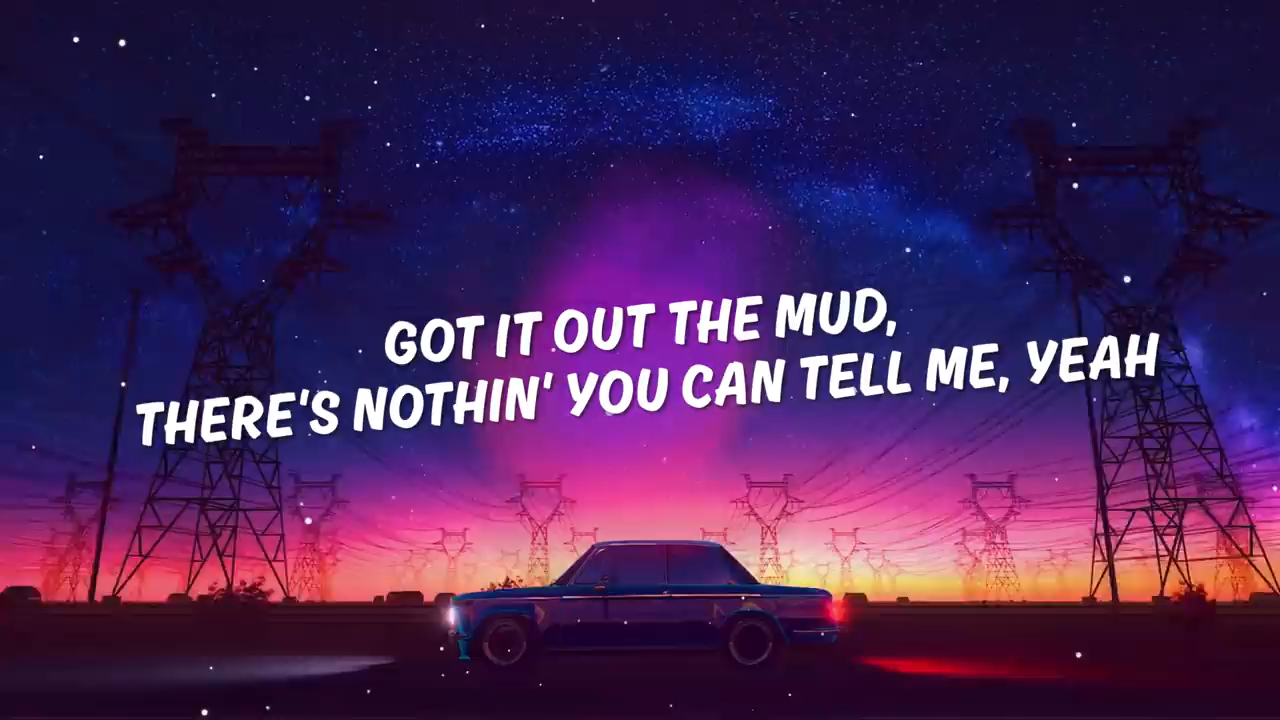 GOT IT OUT THE MUD,
THERE'S NOTHIN' YOU CAN TELL ME, YEAH